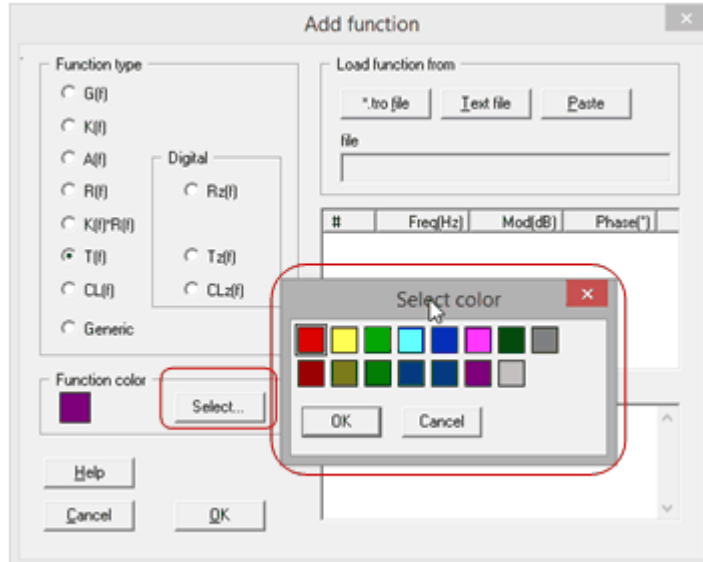 Add function
Function type
G(f)
K(f)
A(f)
R(f)
K(f)*R(f)
T(f)
CL(f)
Generic
Digital
Rz(f)
Tz(f)
CLz(f)
Load function from
*.tro file
Text file
Paste
file
# Freq(Hz) Mod(dB) Phase(°)
Function color
Select...
Select color
OK Cancel
Help
Cancel OK